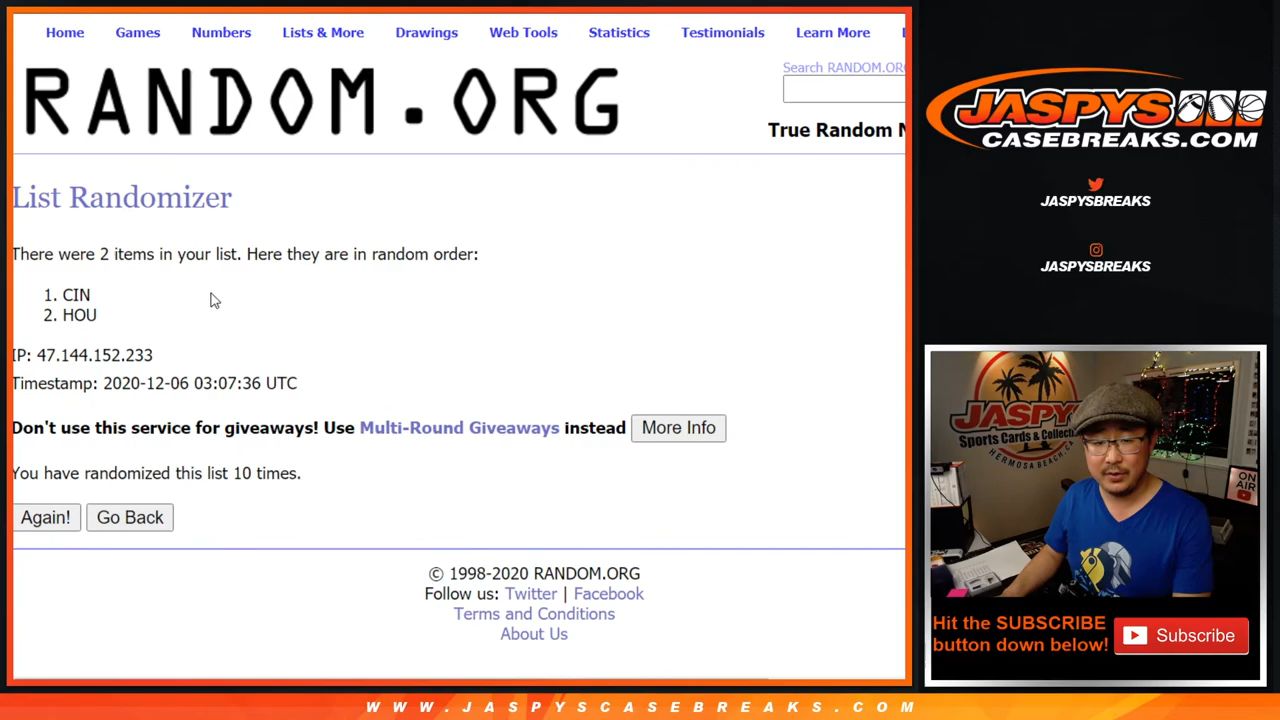 Home Games Numbers Lists & More Drawings Web Tools Statistics Testimonials Learn More
Search RANDOM.ORG
RANDOM.ORG
True Random N
List Randomizer
There were 2 items in your list. Here they are in random order:
1. CIN
2. HOU
IP: 47.144.152.233
Timestamp: 2020-12-06 03:07:36 UTC
Don't use this service for giveaways! Use Multi-Round Giveaways instead More Info
You have randomized this list 10 times.
Again! Go Back
© 1998-2020 RANDOM.ORG
Follow us: Twitter | Facebook
Terms and Conditions
About Us
JASPYS
CASEBREAKS.COM
JASPYSBREAKS
JASPYSBREAKS
JASPYS
Sports Cards & Collecti
HERMOSA BEACH, CA
ON
AIR
Hit the SUBSCRIBE
button down below!
Subscribe
WWW.JASPYSCASEBREAKS.COM